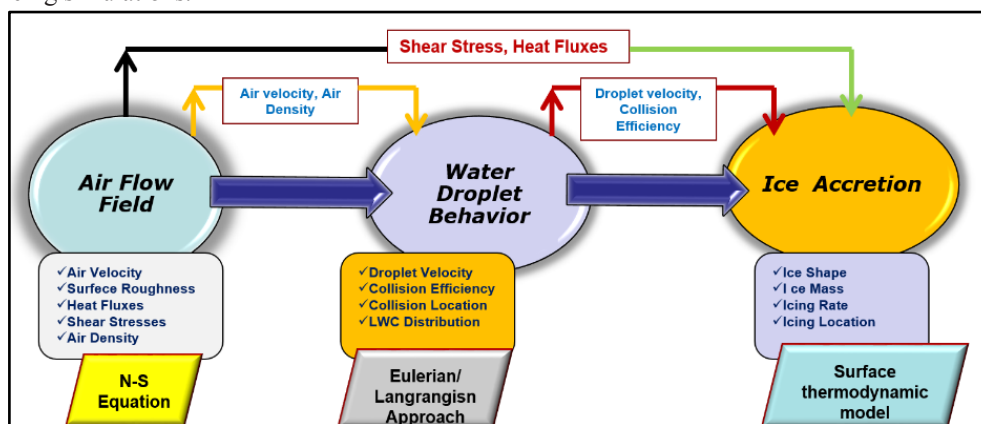 Shear Stress, Heat Fluxes
Air velocity, Air
Density
Droplet velocity,
Collision
Efficiency
Air Flow
Field
Water
Droplet
Behavior
Ice Accretion
✓Air Velocity
✓Surfece Roughness
✓Heat Fluxes
✓Shear Stresses
✓Air Density
✓Droplet Velocity
✓Collision Efficiency
✓Collision Location
✓LWC Distribution
✓Ice Shape
✓I ce Mass
✓Icing Rate
✓Icing Location
N-S
Equation
Eulerian/
Langrangisn
Approach
Surface
thermodynamic
model